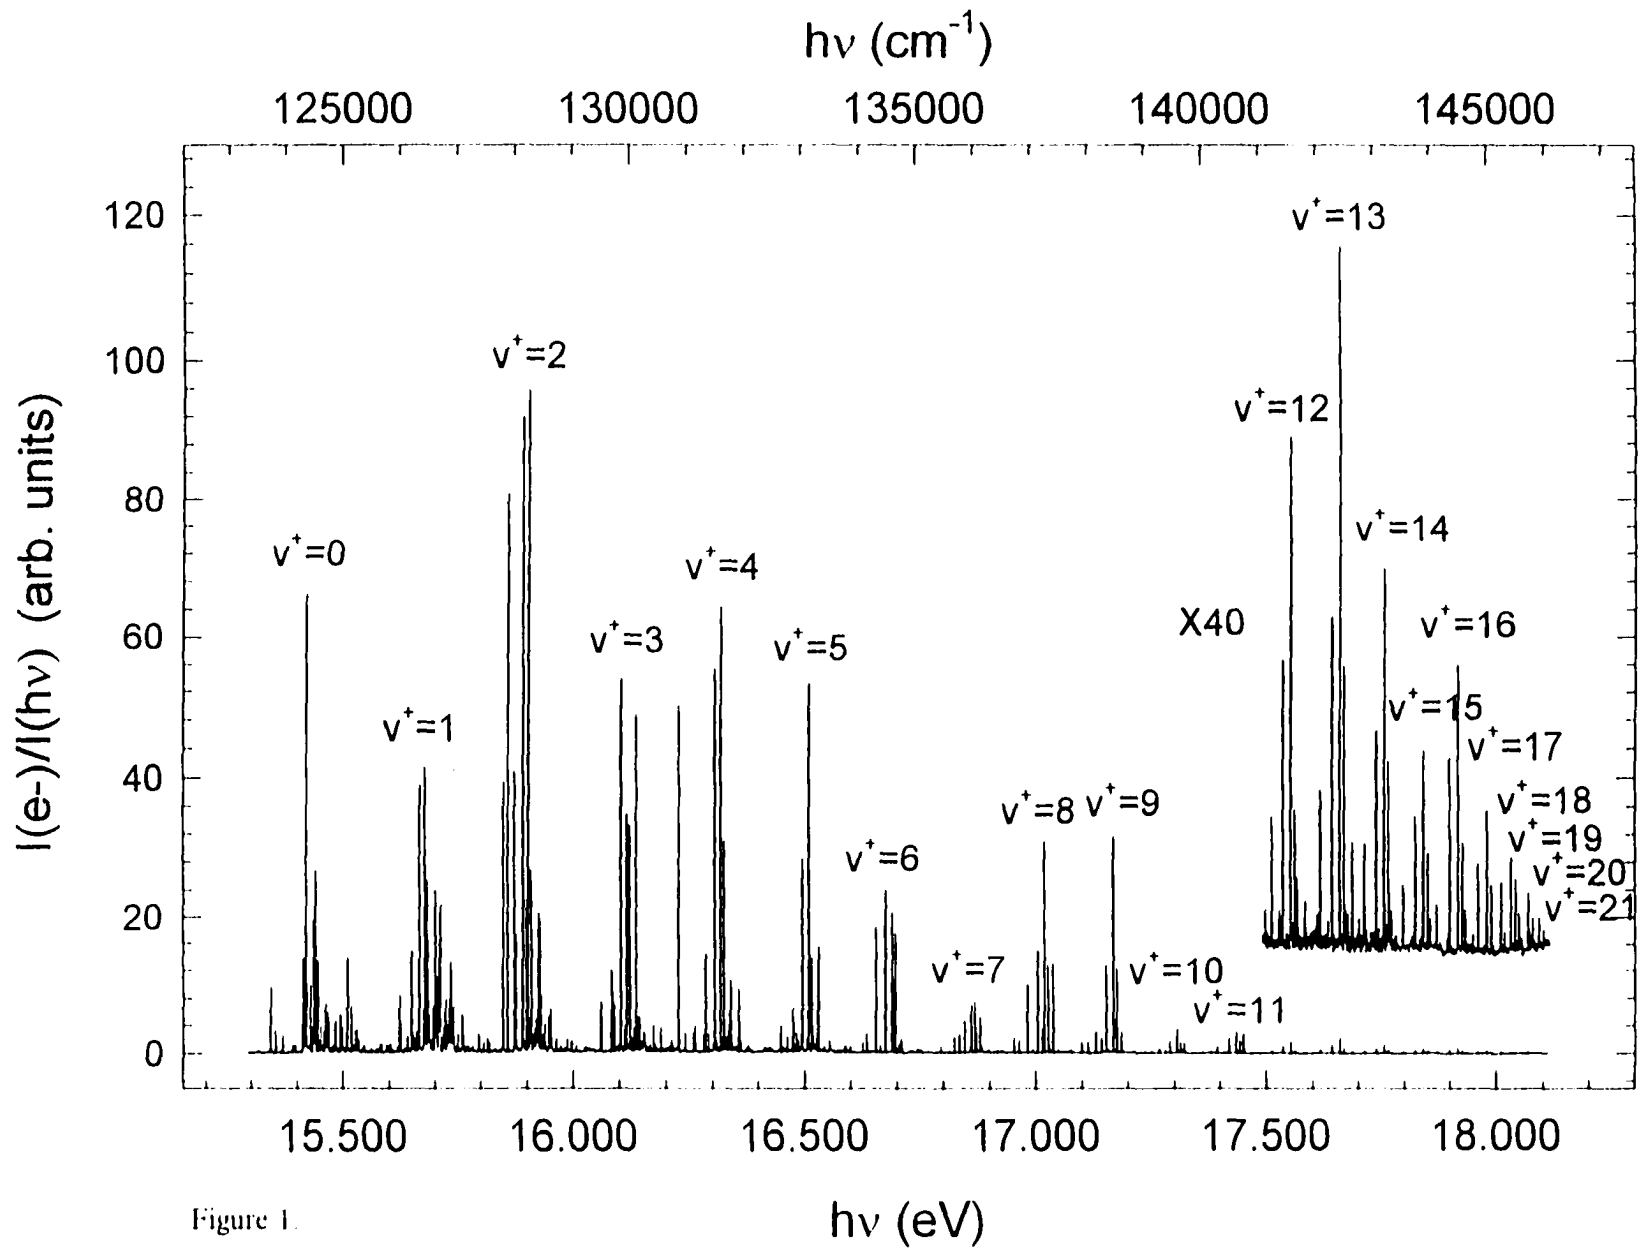 hν (cm⁻¹)
125000 130000 135000 140000 145000
I(e-)/I(hν) (arb. units)
120
100
80
60
40
20
0
v⁺=0
v⁺=1
v⁺=2
v⁺=3
v⁺=4
v⁺=5
v⁺=6
v⁺=7
v⁺=8
v⁺=9
v⁺=10
v⁺=11
X40
v⁺=12
v⁺=13
v⁺=14
v⁺=15
v⁺=16
v⁺=17
v⁺=18
v⁺=19
v⁺=20
v⁺=21
15.500 16.000 16.500 17.000 17.500 18.000
hν (eV)
Figure 1.